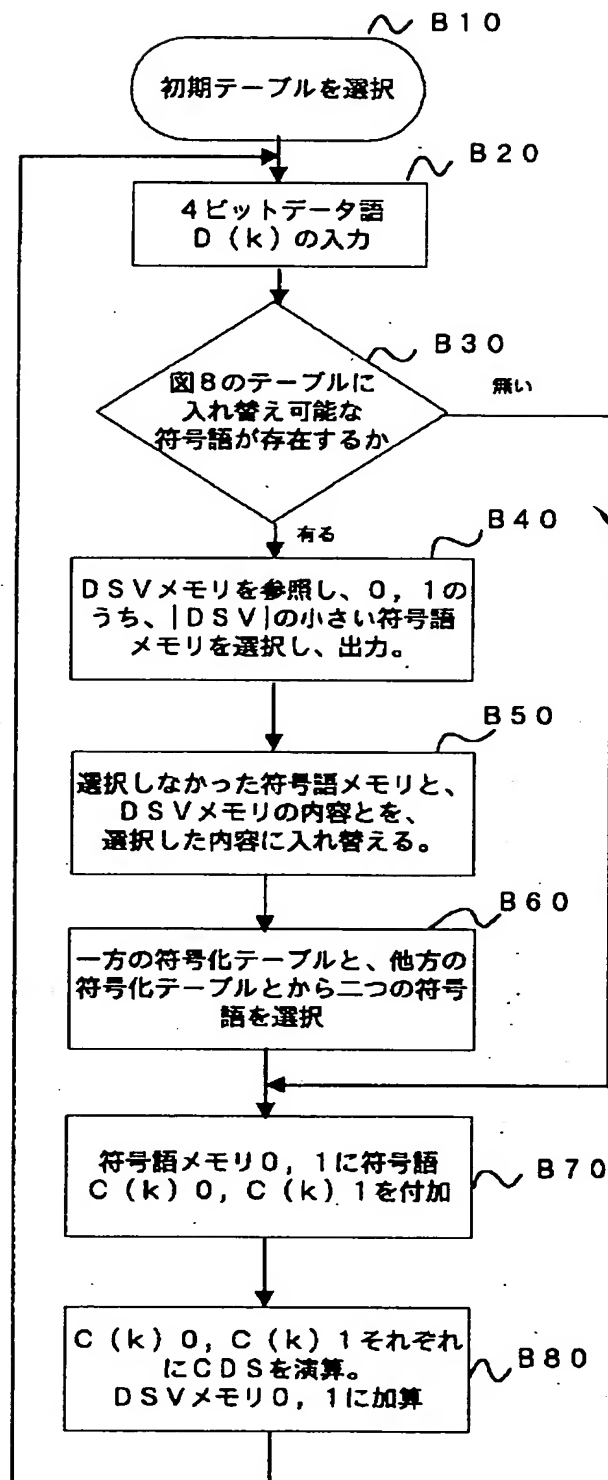 B10
初期テーブルを選択
B20
4ビットデータ語
D(k)の入力
B30
図8のテーブルに
入れ替え可能な
符号語が存在するか
無い
有る
B40
DSVメモリを参照し、0,1の
うち、|DSV|の小さい符号語
メモリを選択し、出力。
B50
選択しなかった符号語メモリと、
DSVメモリの内容とを、
選択した内容に入れ替える。
B60
一方の符号化テーブルと、他方の
符号化テーブルとから二つの符号
語を選択
符号語メモリ0,1に符号語
C(k)0,C(k)1を付加
B70
C(k)0,C(k)1それぞれ
にCDSを演算。
DSVメモリ0,1に加算
B80